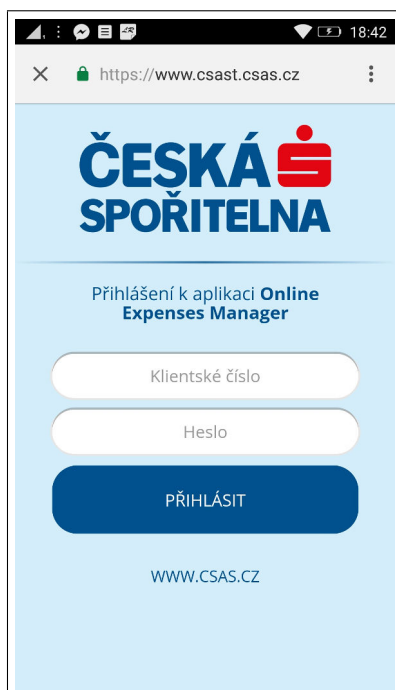 18:42
https://www.csast.csas.cz
ČESKÁ
SPOŘITELNA
Přihlášení k aplikaci Online
Expenses Manager
Klientské číslo
Heslo
PŘIHLÁSIT
WWW.CSAS.CZ